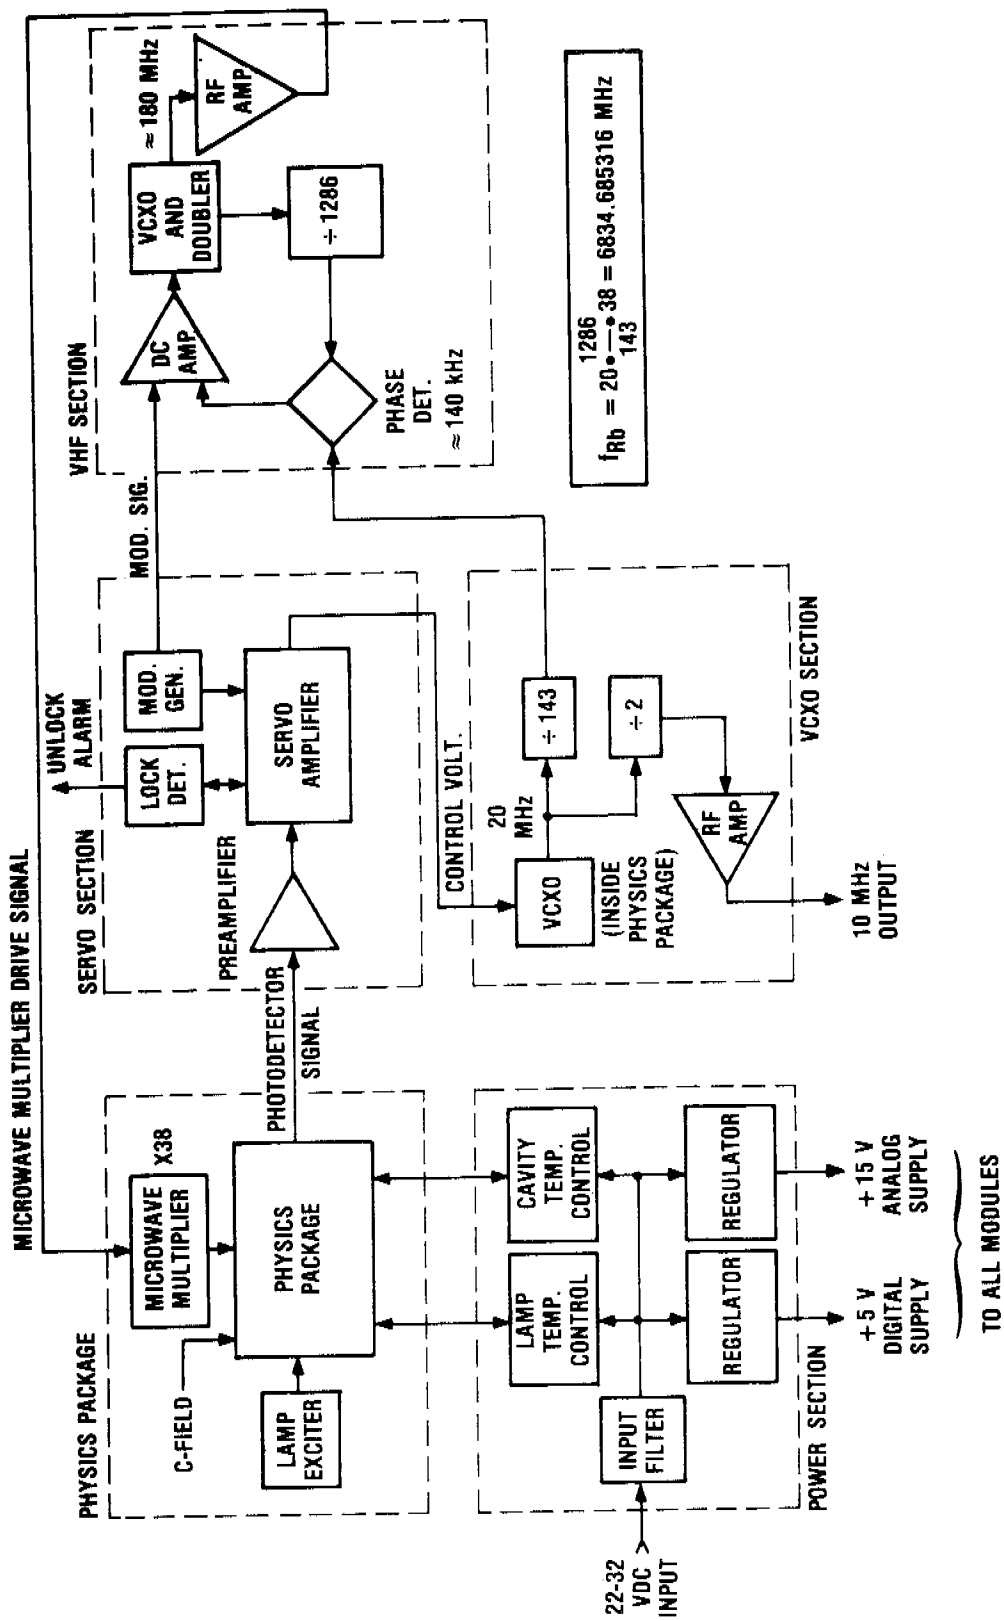 MICROWAVE MULTIPLIER DRIVE SIGNAL
PHYSICS PACKAGE
C-FIELD
MICROWAVE
MULTIPLIER
X38
LAMP
EXCITER
PHYSICS
PACKAGE
PHOTODETECTOR
SIGNAL
SERVO SECTION
UNLOCK
ALARM
LOCK
DET.
MOD.
GEN.
MOD. SIG.
PREAMPLIFIER
SERVO
AMPLIFIER
CONTROL VOLT.
VHF SECTION
DC
AMP
VCXO
AND
DOUBLER
≈180 MHz
RF
AMP
÷1286
PHASE
DET.
≈140 kHz
22-32
VDC
INPUT
INPUT
FILTER
LAMP
TEMP.
CONTROL
CAVITY
TEMP.
CONTROL
REGULATOR
REGULATOR
POWER SECTION
+5 V
DIGITAL
SUPPLY
+15 V
ANALOG
SUPPLY
TO ALL MODULES
VCXO
(INSIDE
PHYSICS
PACKAGE)
20
MHz
÷143
÷2
RF
AMP
VCXO SECTION
10 MHz
OUTPUT
1286
fRb = 20•—•38 = 6834.685316 MHz
143